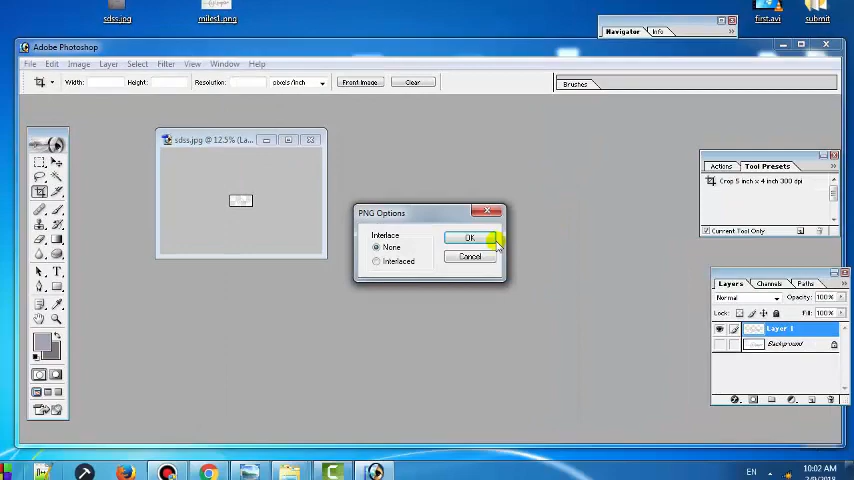 sdss.jpg
miles1.png
first.avi
submit
Navigator
Info
Adobe Photoshop
File Edit Image Layer Select Filter View Window Help
Width: Height: Resolution: pixels/inch Front Image Clear
Brushes
sdss.jpg @ 12.5% (La...
PNG Options
Interlace
None
OK
Interlaced
Cancel
Actions Tool Presets
Crop 5 inch x 4 inch 300 dpi
Current Tool Only
Layers Channels Paths
Normal Opacity: 100%
Lock: Fill: 100%
Layer 1
Background
EN
10:02 AM